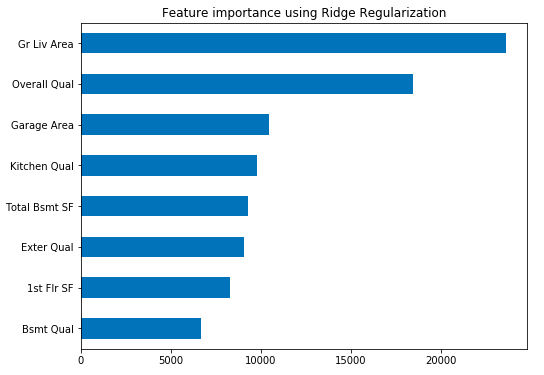 Feature importance using Ridge Regularization
Gr Liv Area
Overall Qual
Garage Area
Kitchen Qual
Total Bsmt SF
Exter Qual
1st Flr SF
Bsmt Qual
0 5000 10000 15000 20000